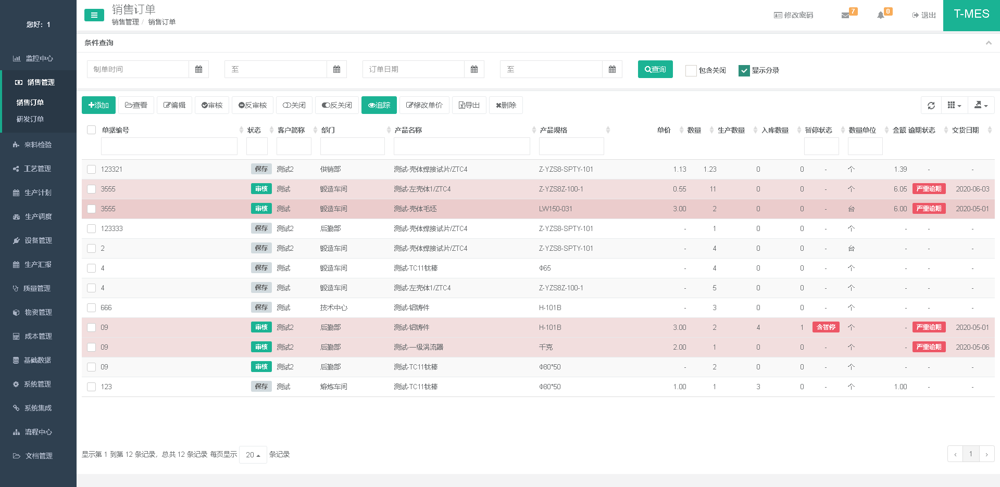 您好：1
监控中心
销售管理
销售订单
研发订单
来料检验
工艺管理
生产计划
生产调度
设备管理
生产汇报
质量管理
物资管理
成本管理
基础数据
系统管理
系统集成
流程中心
文档管理
销售订单
销售管理 / 销售订单
修改密码 7 0 退出 T-MES
条件查询
制单时间 至 订单日期 至 查询 包含关闭 显示分录
添加 查看 编辑 审核 反审核 关闭 反关闭 追踪 修改单价 导出 删除
单据编号 状态 客户简称 部门 产品名称 产品规格 单价 数量 生产数量 入库数量 暂停状态 数量单位 金额 逾期状态 交货日期
123321 保存 测试2 供销部 测试-壳体焊接试片/ZTC4 Z-YZS8-SPTY-101 1.13 1.23 0 0 - 个 1.39 - -
3555 审核 测试 锻造车间 测试-左壳体1/ZTC4 Z-YZS8Z-100-1 0.55 11 0 0 - 个 6.05 严重逾期 2020-06-03
3555 审核 测试 锻造车间 测试-壳体毛坯 LW150-031 3.00 2 0 0 - 台 6.00 严重逾期 2020-05-01
123333 保存 测试2 后勤部 测试-壳体焊接试片/ZTC4 Z-YZS8-SPTY-101 - 1 0 0 - 个 - - -
2 保存 测试2 锻造车间 测试-壳体焊接试片/ZTC4 Z-YZS8-SPTY-101 - 4 0 0 - 台 - - -
4 保存 测试 锻造车间 测试-TC11钛棒 Φ65 - 4 0 0 - 个 - - -
4 保存 测试 锻造车间 测试-左壳体1/ZTC4 Z-YZS8Z-100-1 - 5 0 0 - 个 - - -
666 保存 测试 技术中心 测试-铝铸件 H-101B - 3 0 0 - 个 - - -
09 审核 测试2 后勤部 测试-铝铸件 H-101B 3.00 2 4 1 含暂停 个 - 严重逾期 2020-05-01
09 审核 测试2 后勤部 测试-一级涡流器 千克 2.00 1 0 0 - 个 - 严重逾期 2020-05-06
09 审核 测试2 后勤部 测试-TC11钛棒 Φ80*50 - 2 0 0 - 个 - - -
123 保存 测试 熔炼车间 测试-TC11钛棒 Φ80*50 1.00 1 3 0 - 个 1.00 - -
显示第 1 到第 12 条记录，总共 12 条记录 每页显示 20 条记录
‹ 1 ›